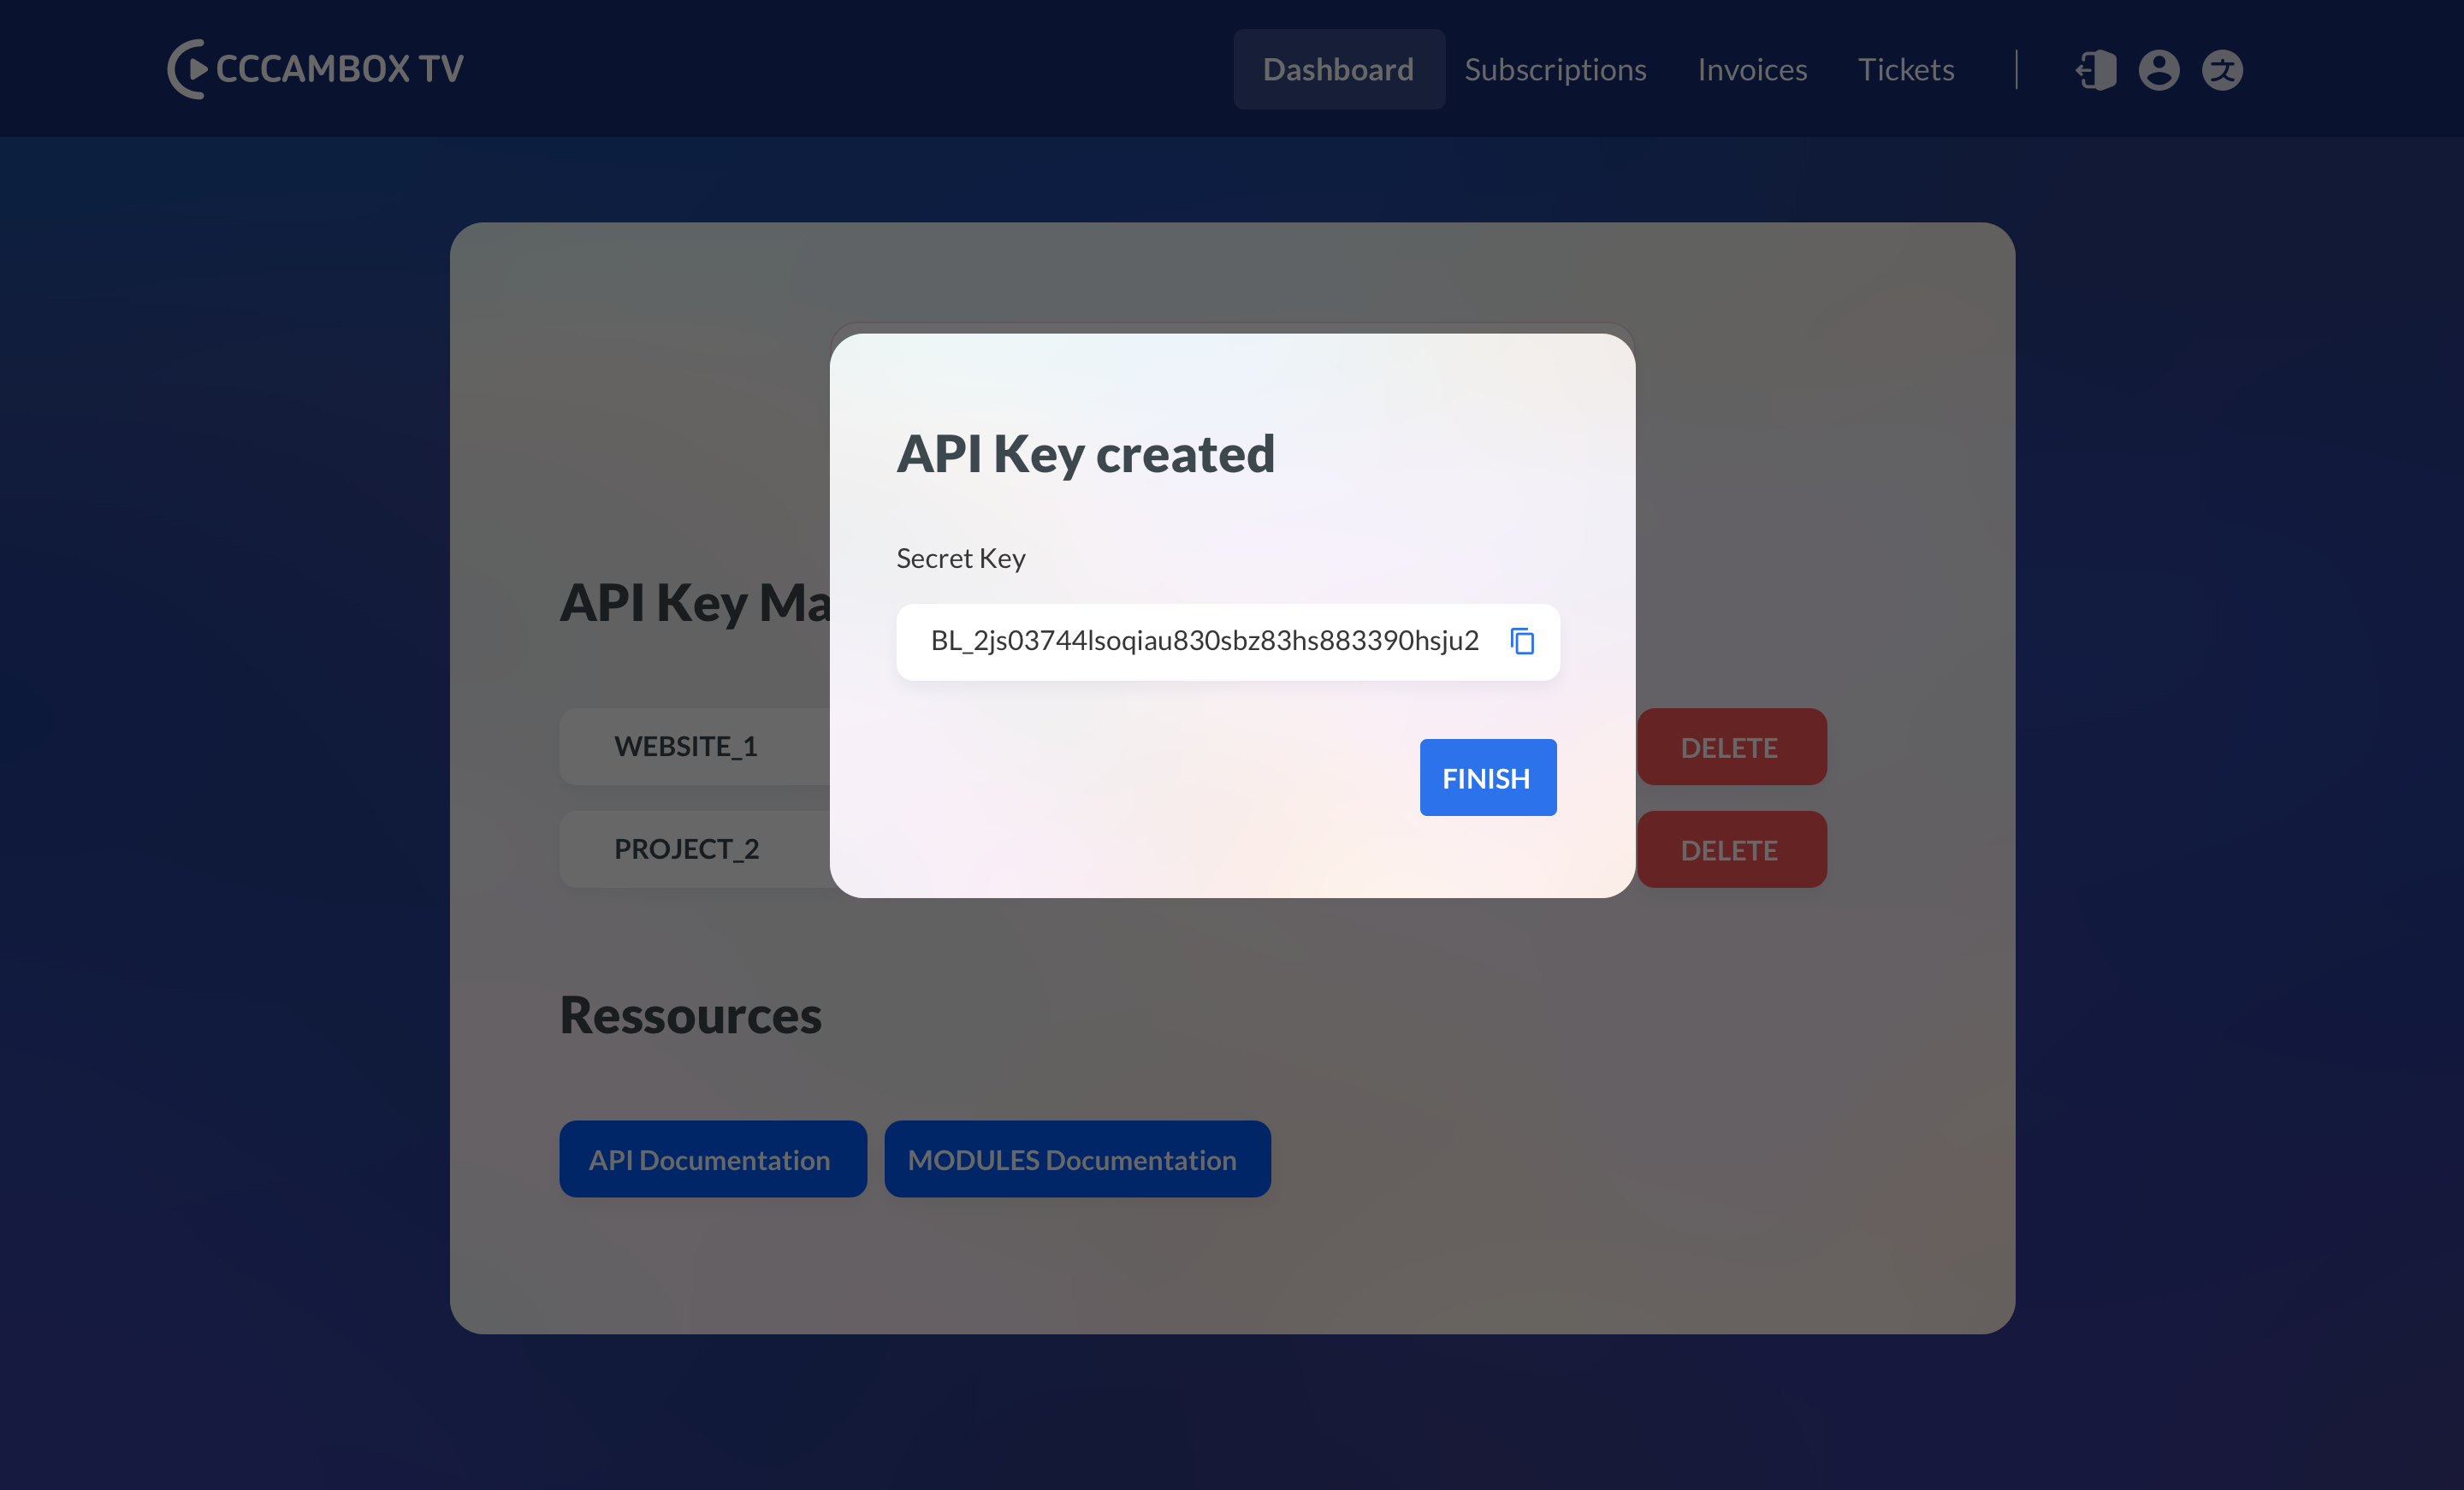 CCCAMBOX TV
Dashboard Subscriptions Invoices Tickets
API Key created
Secret Key
BL_2js03744lsoqiau830sbz83hs883390hsju2
FINISH
API Key Ma
WEBSITE_1
DELETE
PROJECT_2
DELETE
Ressources
API Documentation MODULES Documentation